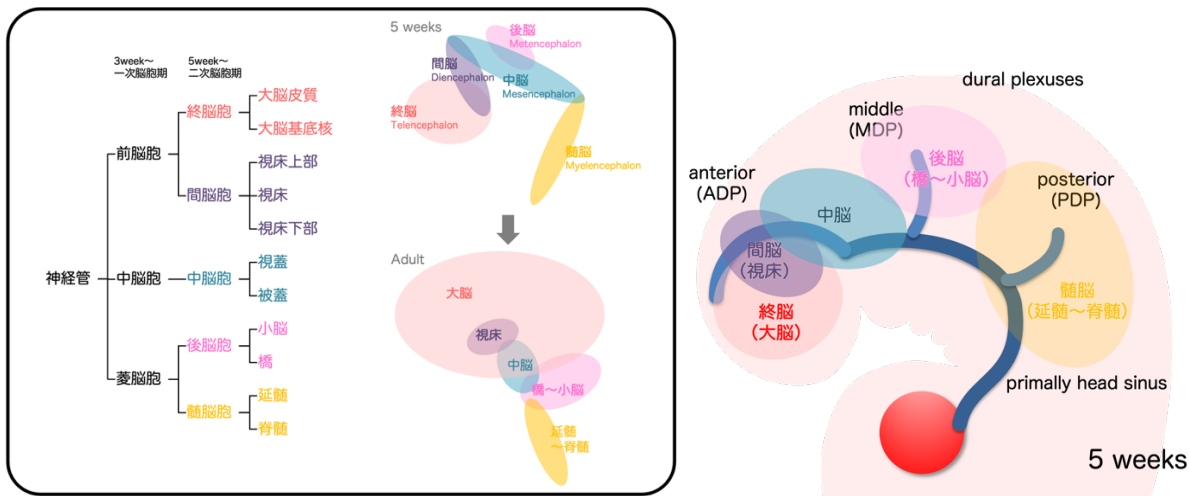 3week〜
一次脳胞期
5week〜
二次脳胞期
神経管
前脳胞
中脳胞
菱脳胞
終脳胞
間脳胞
中脳胞
後脳胞
髄脳胞
大脳皮質
大脳基底核
視床上部
視床
視床下部
視蓋
被蓋
小脳
橋
延髄
脊髄
5 weeks
後脳
Metencephalon
間脳
Diencephalon
中脳
Mesencephalon
終脳
Telencephalon
髄脳
Myelencephalon
Adult
大脳
視床
中脳
橋〜小脳
延髄
〜脊髄
dural plexuses
middle
(MDP)
後脳
(橋〜小脳)
anterior
(ADP)
posterior
(PDP)
中脳
間脳
(視床)
終脳
(大脳)
髄脳
(延髄〜脊髄)
primally head sinus
5 weeks